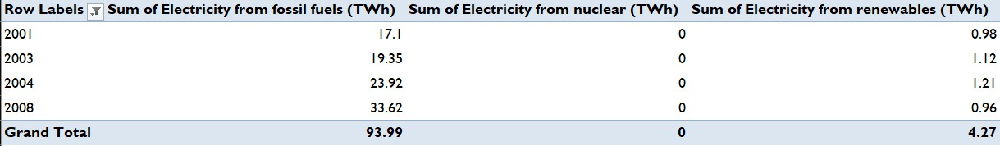 Row Labels Sum of Electricity from fossil fuels (TWh) Sum of Electricity from nuclear (TWh) Sum of Electricity from renewables (TWh)
2001 17.1 0 0.98
2003 19.35 0 1.12
2004 23.92 0 1.21
2008 33.62 0 0.96
Grand Total 93.99 0 4.27